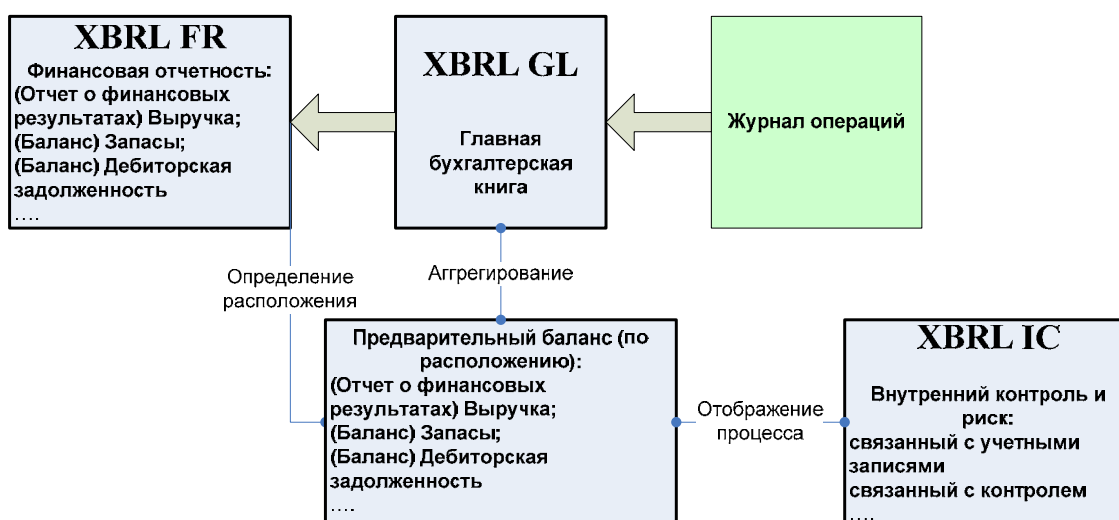 XBRL FR
Финансовая отчетность:
(Отчет о финансовых
результатах) Выручка;
(Баланс) Запасы;
(Баланс) Дебиторская
задолженность
....
XBRL GL
Главная
бухгалтерская
книга
Журнал операций
Определение
расположения
Аггрегирование
Предварительный баланс (по
расположению):
(Отчет о финансовых
результатах) Выручка;
(Баланс) Запасы;
(Баланс) Дебиторская
задолженность
....
Отображение
процесса
XBRL IC
Внутренний контроль и
риск:
связанный с учетными
записями
связанный с контролем
....